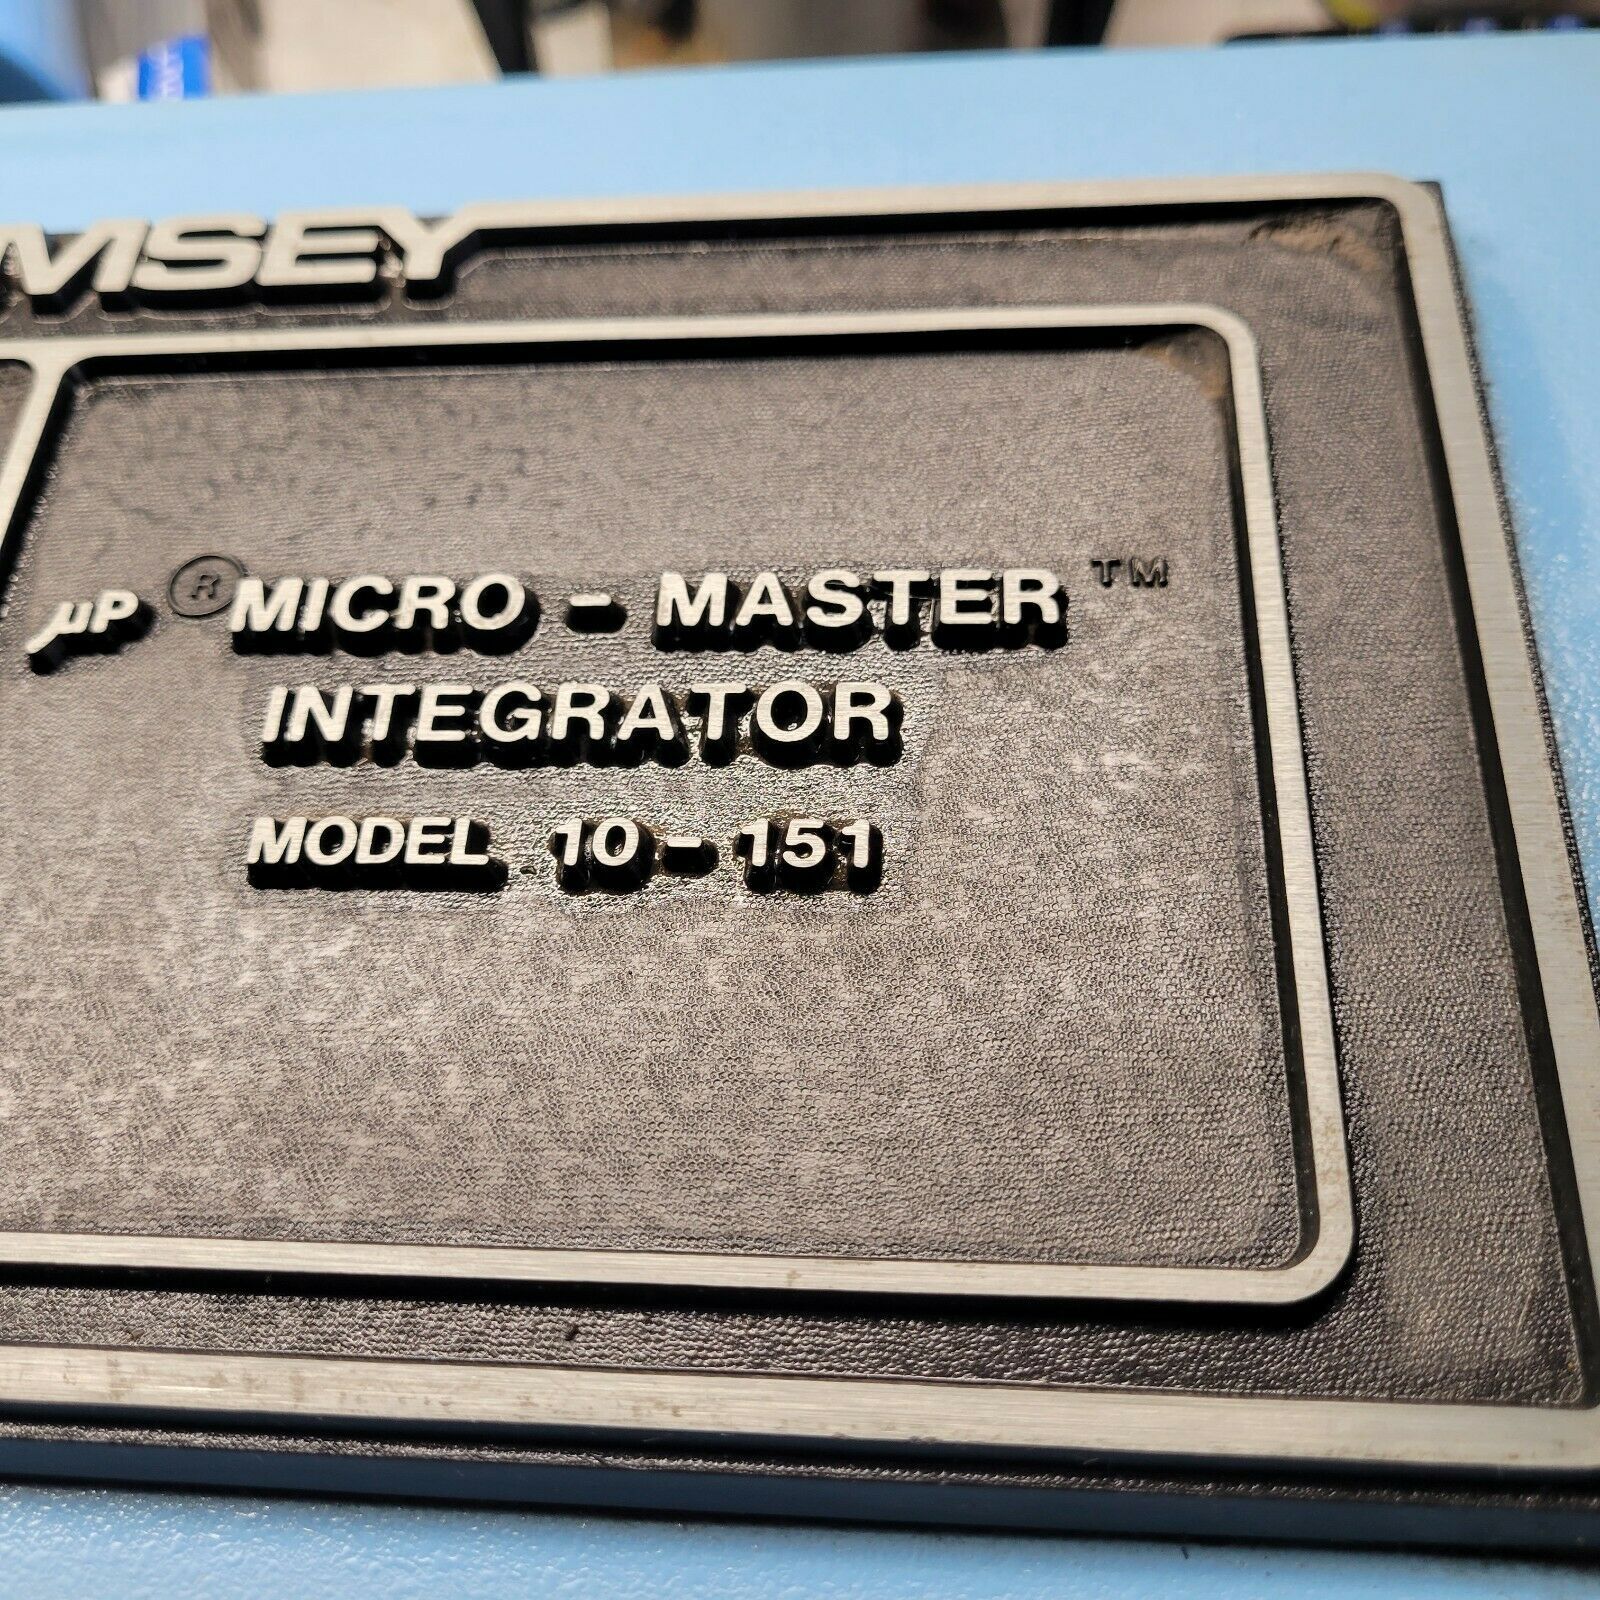 MSEY
µP ® MICRO - MASTER ™
INTEGRATOR
MODEL 10 - 151